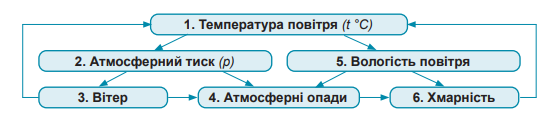 1. Температура повітря (t °C)
2. Атмосферний тиск (p)
5. Вологість повітря
3. Вітер
4. Атмосферні опади
6. Хмарність